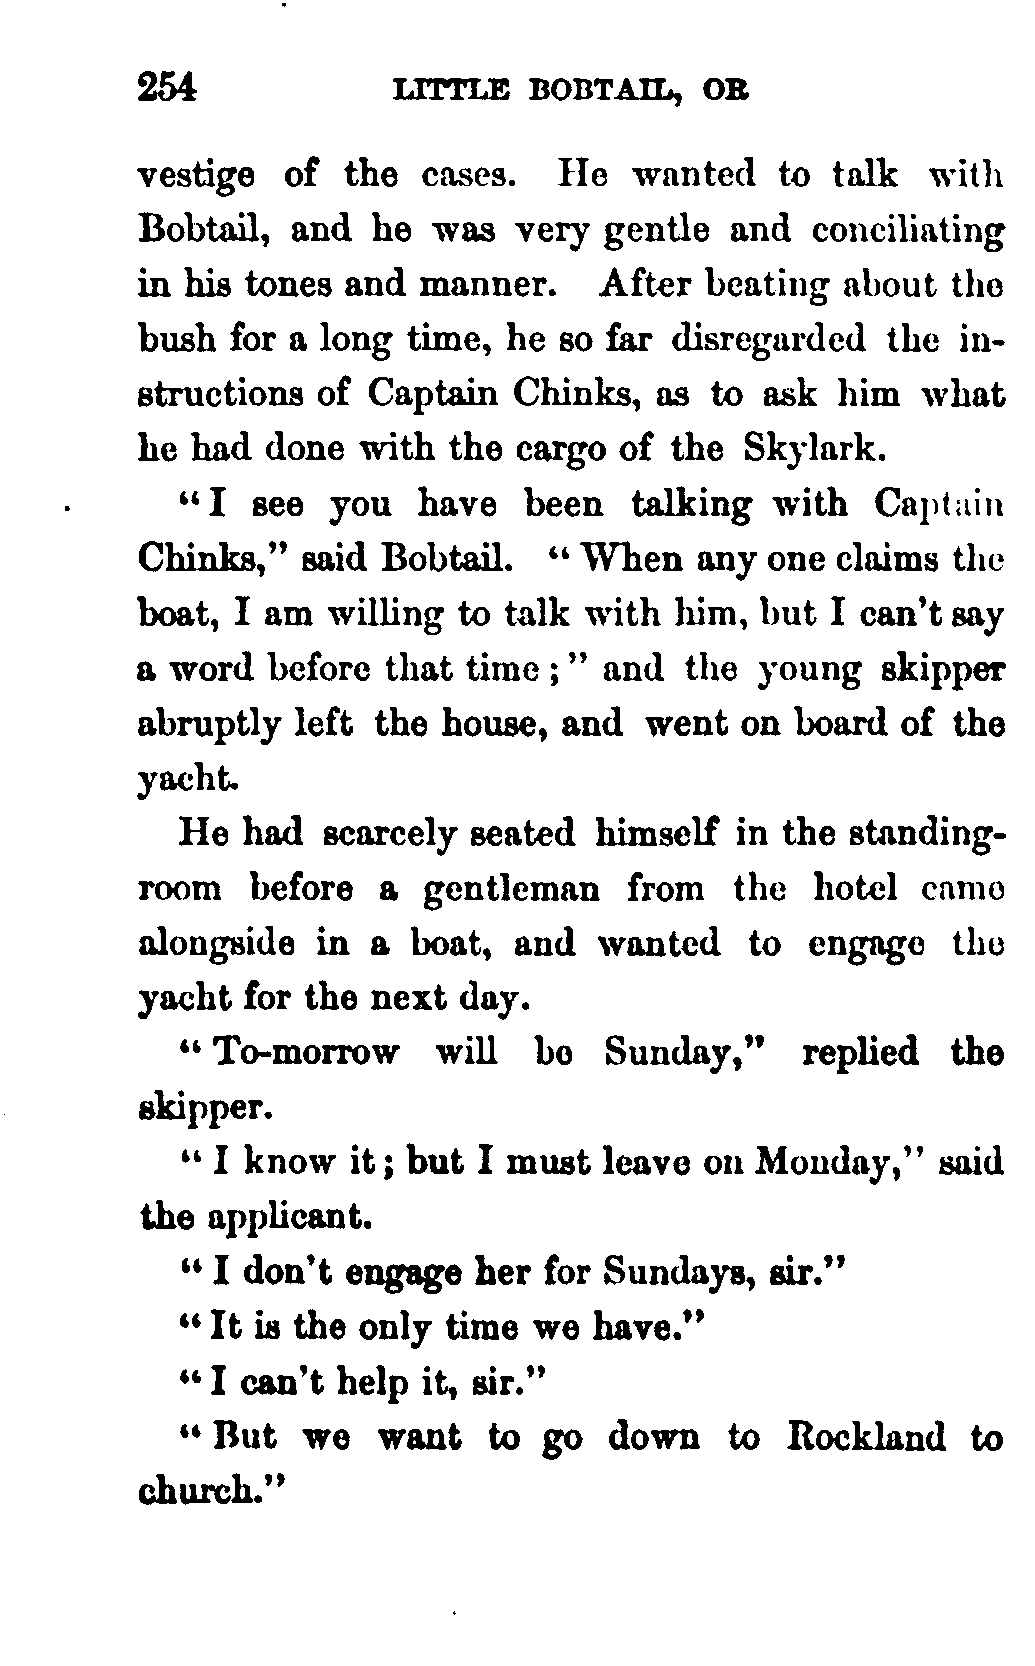 254 LITTLE BOBTAIL, OR
vestige of the cases. He wanted to talk with
Bobtail, and he was very gentle and conciliating
in his tones and manner. After beating about the
bush for a long time, he so far disregarded the in-
structions of Captain Chinks, as to ask him what
he had done with the cargo of the Skylark.
"I see you have been talking with Captain
Chinks," said Bobtail. "When any one claims the
boat, I am willing to talk with him, but I can't say
a word before that time;" and the young skipper
abruptly left the house, and went on board of the
yacht.
He had scarcely seated himself in the standing-
room before a gentleman from the hotel came
alongside in a boat, and wanted to engage the
yacht for the next day.
"To-morrow will be Sunday," replied the
skipper.
"I know it; but I must leave on Monday," said
the applicant.
"I don't engage her for Sundays, sir."
"It is the only time we have."
"I can't help it, sir."
"But we want to go down to Rockland to
church."